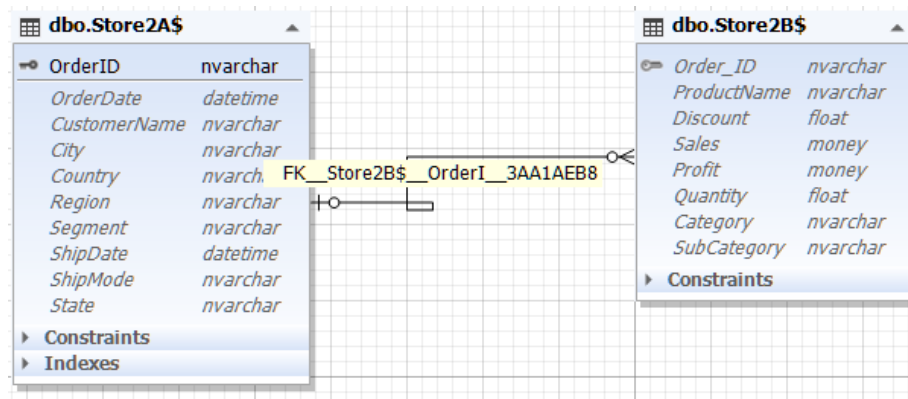 dbo.Store2A$
OrderID nvarchar
OrderDate datetime
CustomerName nvarchar
City nvarchar
Country nvarch
Region nvarchar
Segment nvarchar
ShipDate datetime
ShipMode nvarchar
State nvarchar
Constraints
Indexes
FK__Store2B$__OrderI__3AA1AEB8
dbo.Store2B$
Order_ID nvarchar
ProductName nvarchar
Discount float
Sales money
Profit money
Quantity float
Category nvarchar
SubCategory nvarchar
Constraints